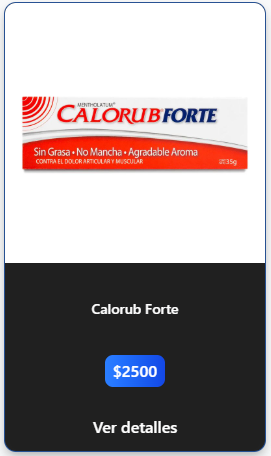 MENTHOLATUM®
CALORUB FORTE
Sin Grasa • No Mancha • Agradable Aroma
CONTRA EL DOLOR ARTICULAR Y MUSCULAR
35g
Calorub Forte
$2500
Ver detalles